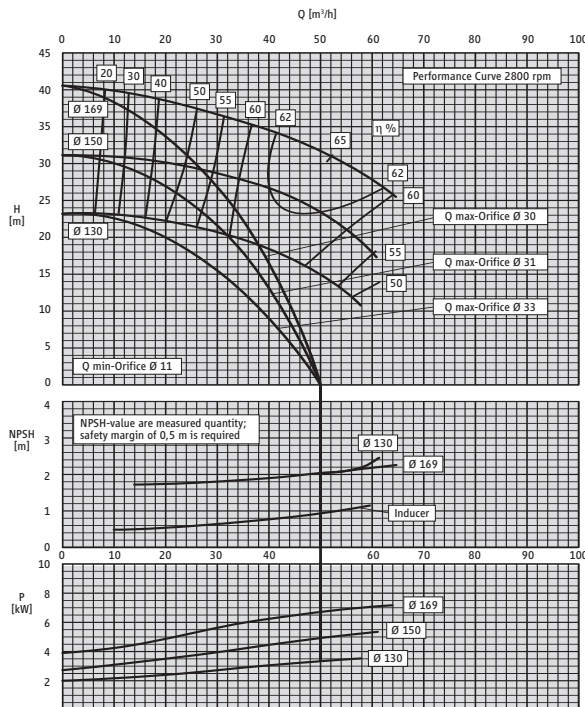 Q [m³/h]
0 10 20 30 40 50 60 70 80 90 100
45
40
35
30
25
20
15
10
5
0
H
[m]
Performance Curve 2800 rpm
20 30 40 50 55 60 62 65 η %
62
60
55
50
Ø 169
Ø 150
Ø 130
Q max-Orifice Ø 30
Q max-Orifice Ø 31
Q max-Orifice Ø 33
Q min-Orifice Ø 11
4
3
2
1
0
NPSH
[m]
NPSH-value are measured quantity;
safety margin of 0,5 m is required
Ø 130
Ø 169
Inducer
0 10 20 30 40 50 60 70 80 90 100
10
8
6
4
2
P
[kW]
Ø 169
Ø 150
Ø 130